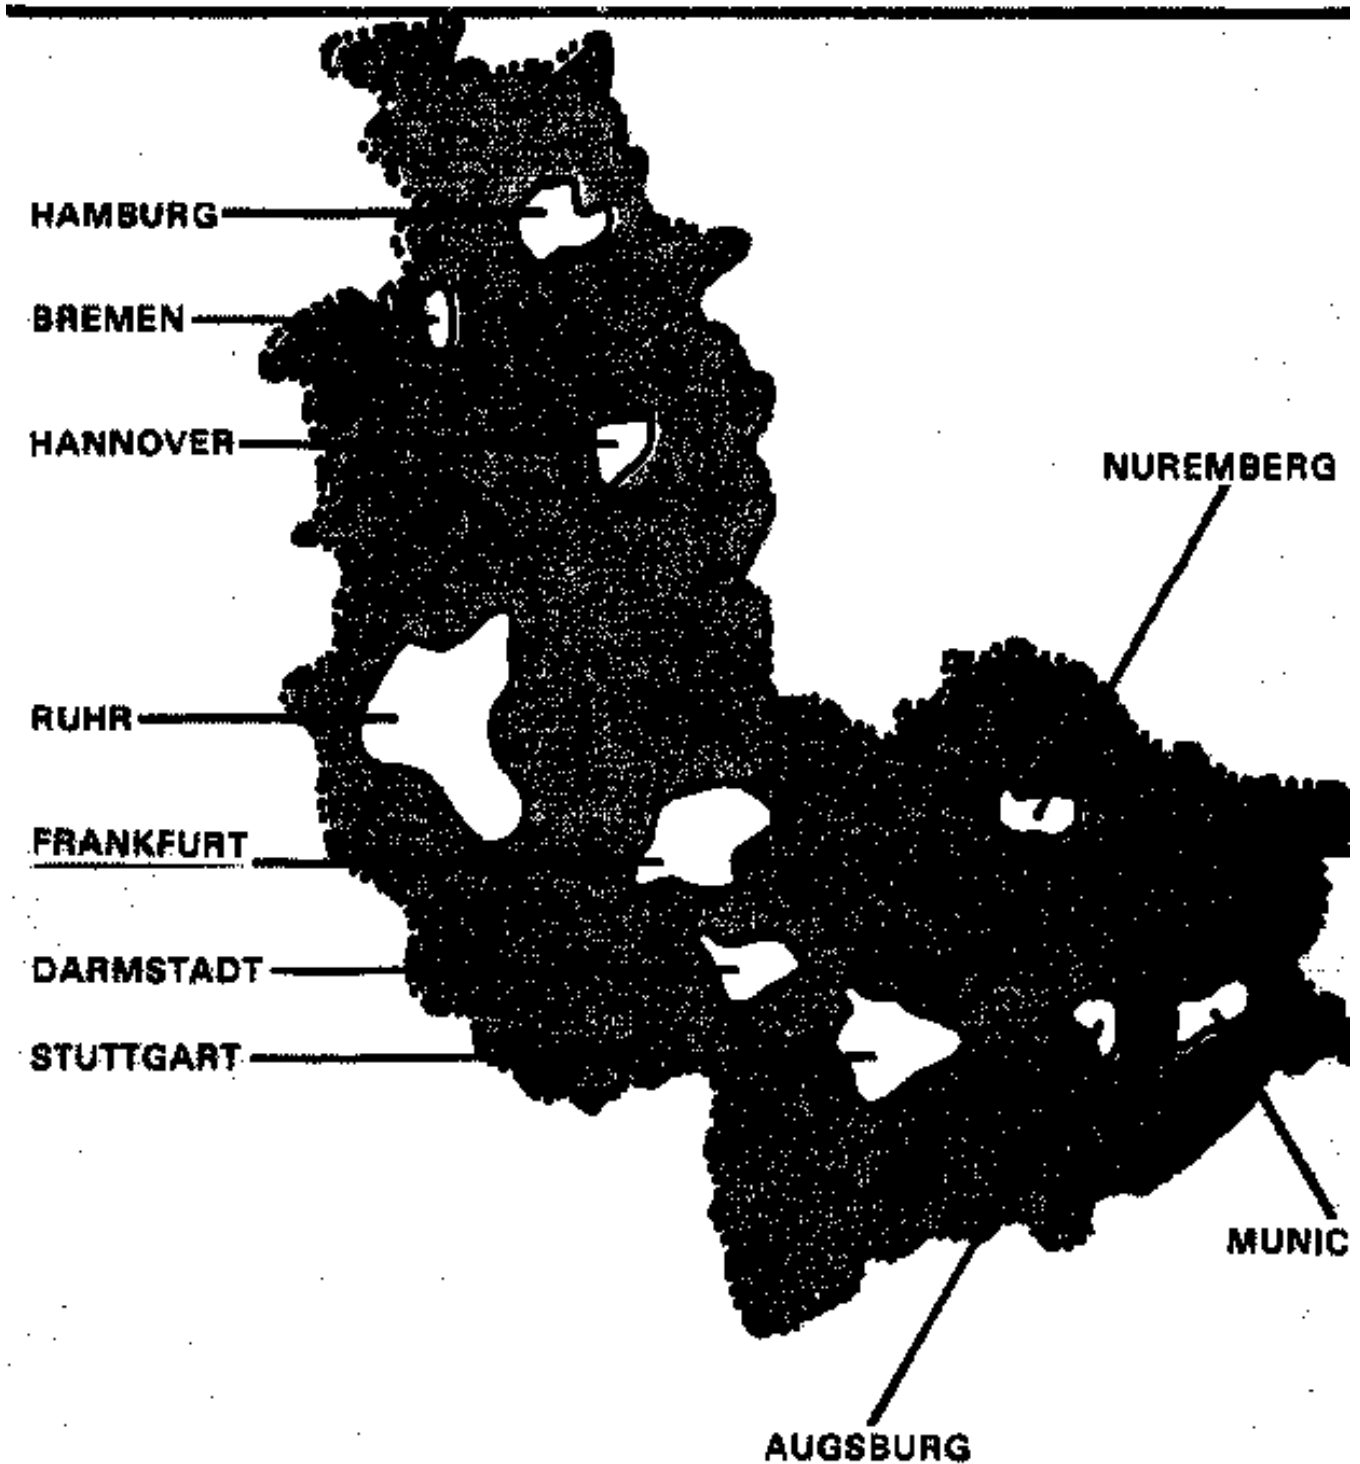 HAMBURG
BREMEN
HANNOVER
NUREMBERG
RUHR
FRANKFURT
DARMSTADT
STUTTGART
MUNIC
AUGSBURG